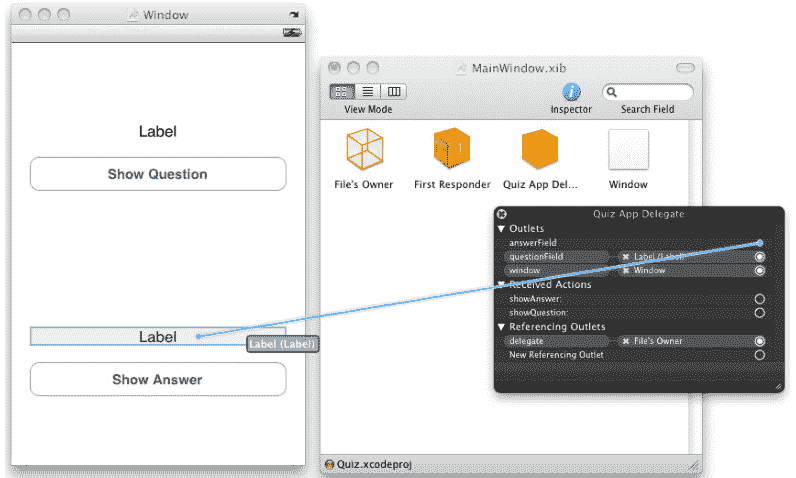 Window
Label
Show Question
Label
Label (Label)
Show Answer
MainWindow.xib
View Mode
Inspector
Search Field
File's Owner
First Responder
Quiz App Del...
Window
Quiz App Delegate
Outlets
answerField
questionField
Label (Label)
window
Window
Received Actions
showAnswer:
showQuestion:
Referencing Outlets
delegate
File's Owner
New Referencing Outlet
Quiz.xcodeproj